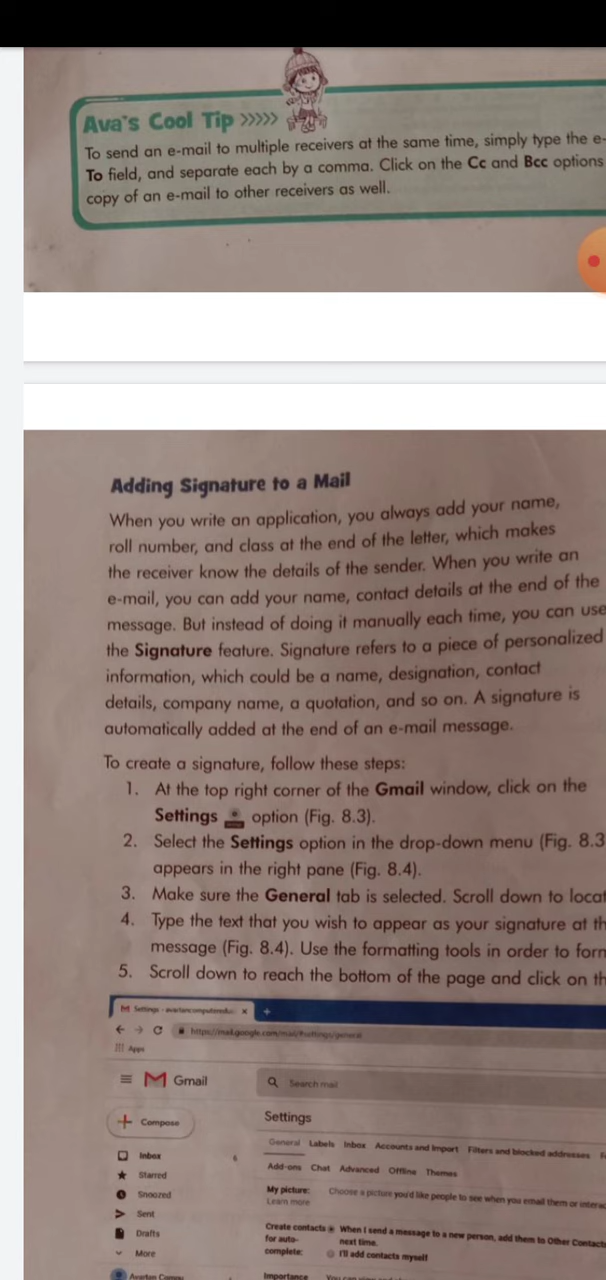 Ava's Cool Tip >>>>>
To send an e-mail to multiple receivers at the same time, simply type the e-
To field, and separate each by a comma. Click on the Cc and Bcc options
copy of an e-mail to other receivers as well.
Adding Signature to a Mail
When you write an application, you always add your name,
roll number, and class at the end of the letter, which makes
the receiver know the details of the sender. When you write an
e-mail, you can add your name, contact details at the end of the
message. But instead of doing it manually each time, you can use
the Signature feature. Signature refers to a piece of personalized
information, which could be a name, designation, contact
details, company name, a quotation, and so on. A signature is
automatically added at the end of an e-mail message.
To create a signature, follow these steps:
1. At the top right corner of the Gmail window, click on the
Settings option (Fig. 8.3).
2. Select the Settings option in the drop-down menu (Fig. 8.3
appears in the right pane (Fig. 8.4).
3. Make sure the General tab is selected. Scroll down to locat
4. Type the text that you wish to appear as your signature at th
message (Fig. 8.4). Use the formatting tools in order to form
5. Scroll down to reach the bottom of the page and click on th
Apps
Gmail
Search mail
Compose
Settings
General Labels Inbox Accounts and Import Filters and blocked addresses
Add-ons Chat Advanced Offline Themes
Inbox 6
Starred
Snoozed
Sent
Drafts
More
My picture: Choose a picture you'd like people to see when you email them or interac
Learn more
Create contacts When I send a message to a new person, add them to Other Contacts
for auto- next time.
complete: I'll add contacts myself
Importance